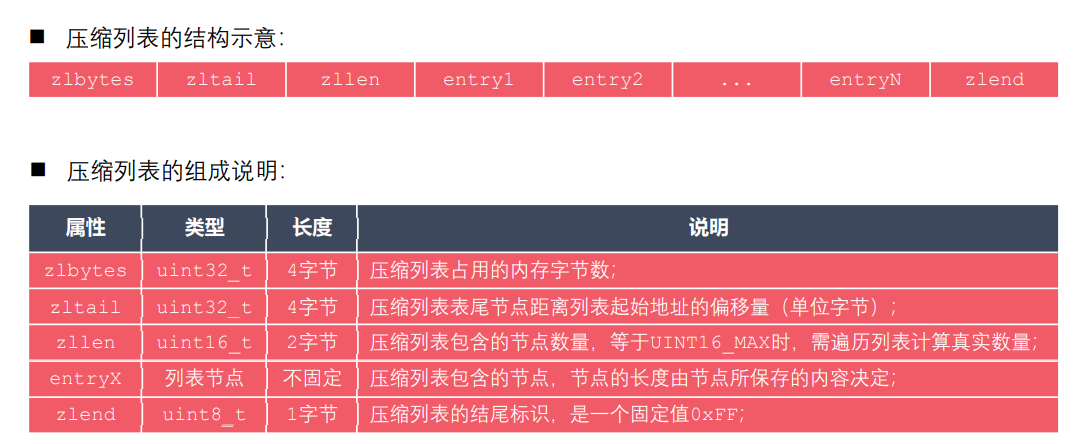 ■ 压缩列表的结构示意：
zlbytes zltail zllen entry1 entry2 ... entryN zlend
■ 压缩列表的组成说明：
属性 类型 长度 说明
zlbytes uint32_t 4字节 压缩列表占用的内存字节数；
zltail uint32_t 4字节 压缩列表表尾节点距离列表起始地址的偏移量（单位字节）；
zllen uint16_t 2字节 压缩列表包含的节点数量，等于UINT16_MAX时，需遍历列表计算真实数量；
entryX 列表节点 不固定 压缩列表包含的节点，节点的长度由节点所保存的内容决定；
zlend uint8_t 1字节 压缩列表的结尾标识，是一个固定值0xFF；